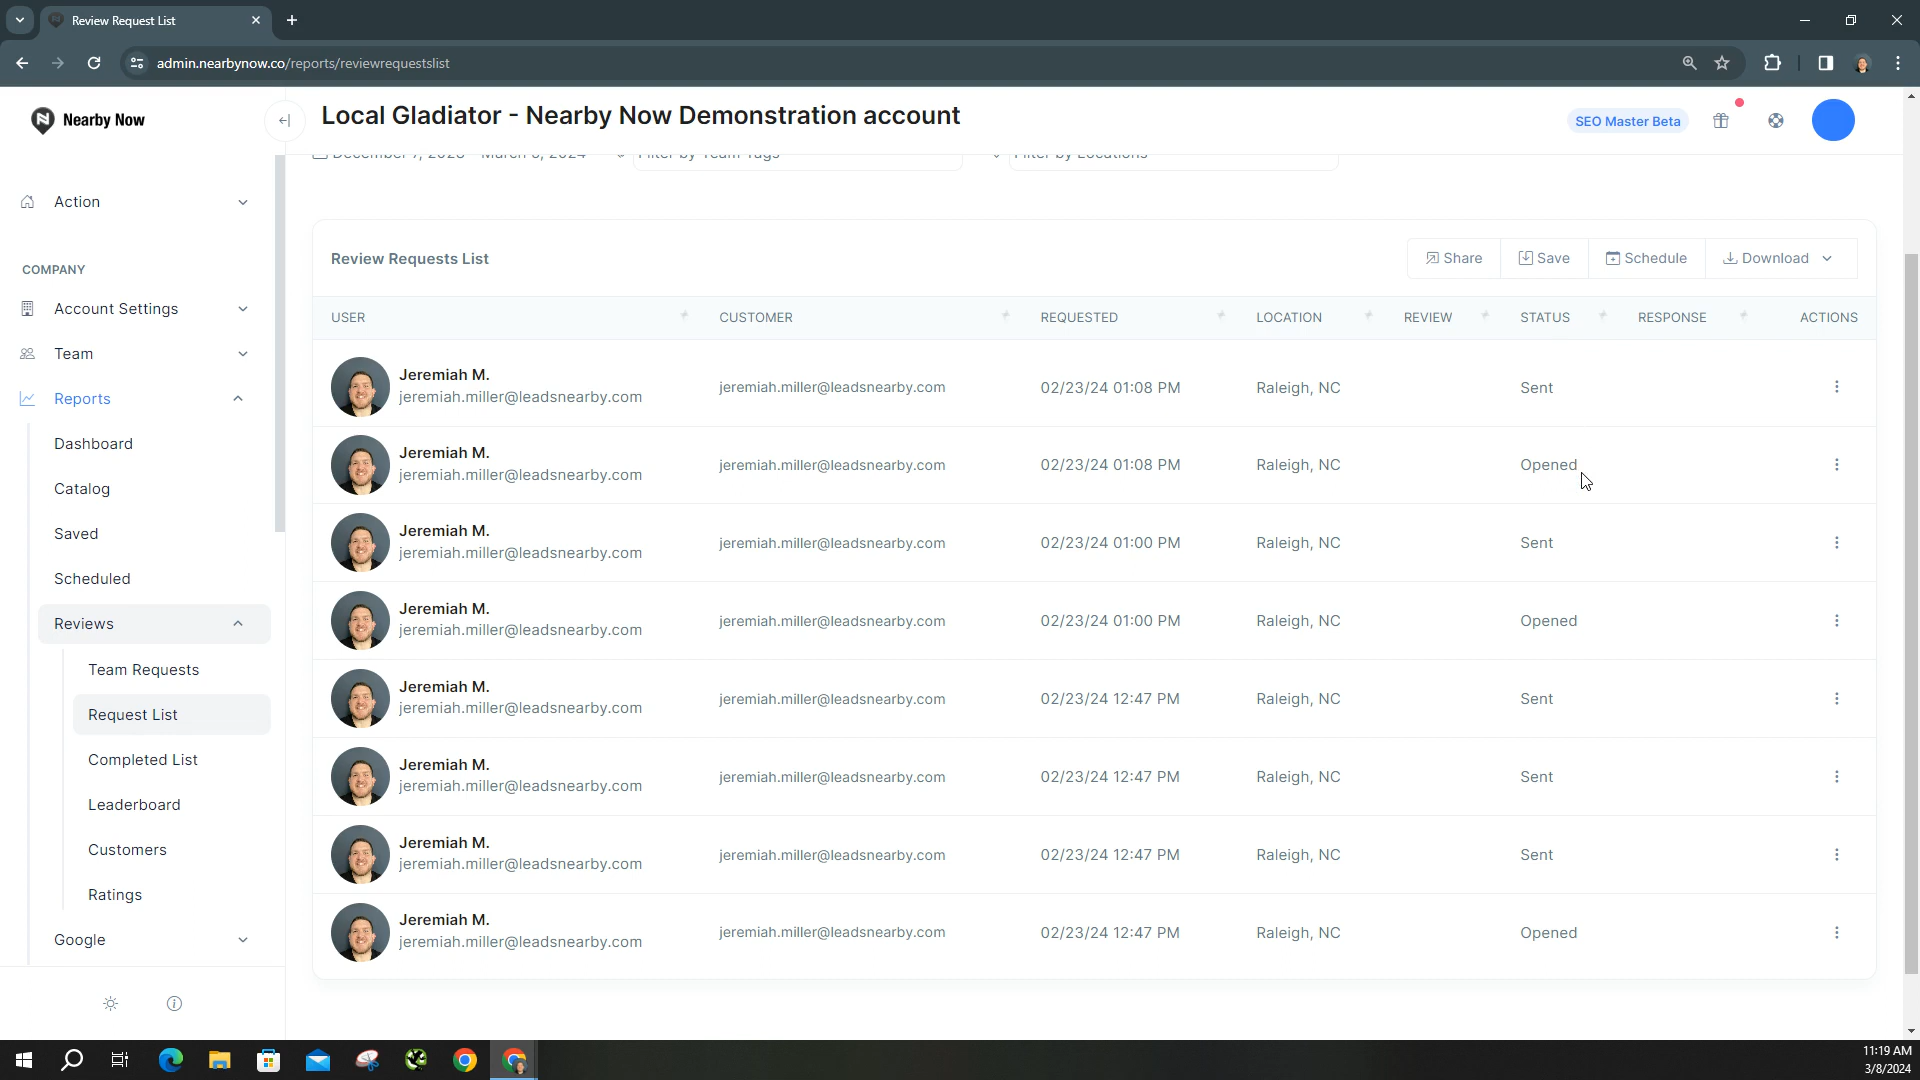 Review Request List
admin.nearbynow.co/reports/reviewrequestslist
Nearby Now
Local Gladiator - Nearby Now Demonstration account
SEO Master Beta
Filter by Team Tags
Filter by Locations
Action
COMPANY
Account Settings
Team
Reports
Dashboard
Catalog
Saved
Scheduled
Reviews
Team Requests
Request List
Completed List
Leaderboard
Customers
Ratings
Google
Review Requests List
Share Save Schedule Download
USER CUSTOMER REQUESTED LOCATION REVIEW STATUS RESPONSE ACTIONS
Jeremiah M.
jeremiah.miller@leadsnearby.com jeremiah.miller@leadsnearby.com 02/23/24 01:08 PM Raleigh, NC Sent
Jeremiah M.
jeremiah.miller@leadsnearby.com jeremiah.miller@leadsnearby.com 02/23/24 01:08 PM Raleigh, NC Opened
Jeremiah M.
jeremiah.miller@leadsnearby.com jeremiah.miller@leadsnearby.com 02/23/24 01:00 PM Raleigh, NC Sent
Jeremiah M.
jeremiah.miller@leadsnearby.com jeremiah.miller@leadsnearby.com 02/23/24 01:00 PM Raleigh, NC Opened
Jeremiah M.
jeremiah.miller@leadsnearby.com jeremiah.miller@leadsnearby.com 02/23/24 12:47 PM Raleigh, NC Sent
Jeremiah M.
jeremiah.miller@leadsnearby.com jeremiah.miller@leadsnearby.com 02/23/24 12:47 PM Raleigh, NC Sent
Jeremiah M.
jeremiah.miller@leadsnearby.com jeremiah.miller@leadsnearby.com 02/23/24 12:47 PM Raleigh, NC Sent
Jeremiah M.
jeremiah.miller@leadsnearby.com jeremiah.miller@leadsnearby.com 02/23/24 12:47 PM Raleigh, NC Opened
11:19 AM
3/8/2024